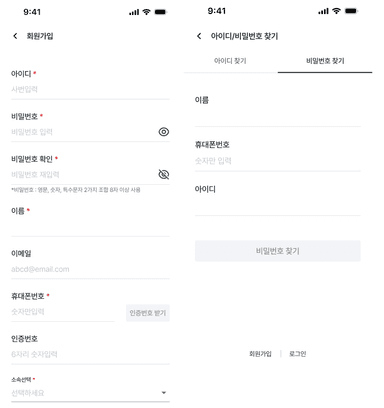 9:41
회원가입
아이디 *
사번입력
비밀번호 *
비밀번호 입력
비밀번호 확인 *
비밀번호 재입력
*비밀번호 : 영문, 숫자, 특수문자 2가지 조합 8자 이상 사용
이름 *
이메일
abcd@email.com
휴대폰번호 *
숫자만입력
인증번호 받기
인증번호
6자리 숫자입력
소속선택 *
선택하세요
9:41
아이디/비밀번호 찾기
아이디 찾기 비밀번호 찾기
이름
휴대폰번호
숫자만 입력
아이디
비밀번호 찾기
회원가입 | 로그인